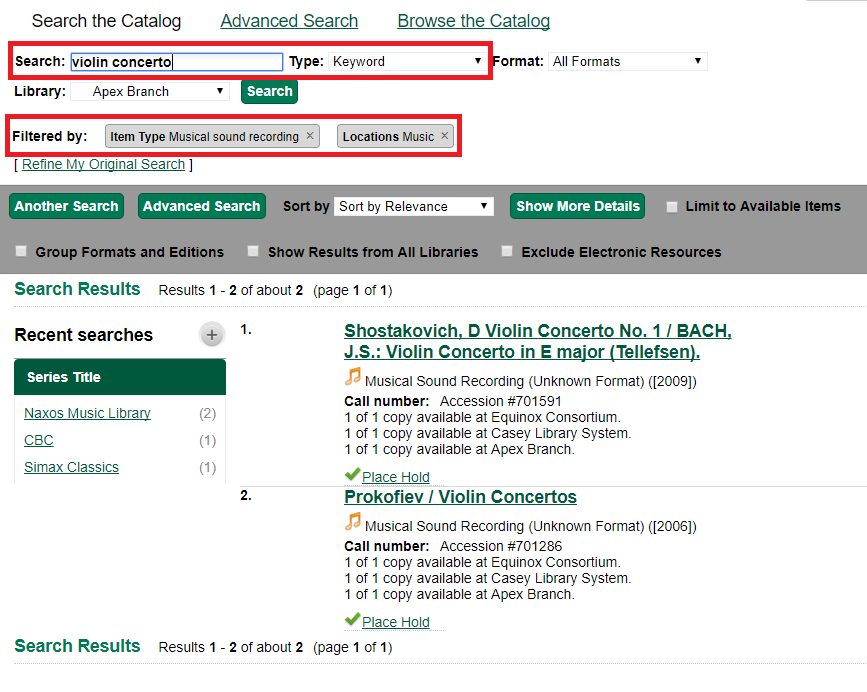 Search the Catalog Advanced Search Browse the Catalog
Search: violin concerto Type: Keyword Format: All Formats
Library: Apex Branch Search
Filtered by: Item Type Musical sound recording × Locations Music ×
[ Refine My Original Search ]
Another Search Advanced Search Sort by Sort by Relevance Show More Details Limit to Available Items
Group Formats and Editions Show Results from All Libraries Exclude Electronic Resources
Search Results Results 1 - 2 of about 2 (page 1 of 1)
Recent searches +
Series Title
Naxos Music Library (2)
CBC (1)
Simax Classics (1)
1. Shostakovich, D Violin Concerto No. 1 / BACH,
J.S.: Violin Concerto in E major (Tellefsen).
Musical Sound Recording (Unknown Format) ([2009])
Call number: Accession #701591
1 of 1 copy available at Equinox Consortium.
1 of 1 copy available at Casey Library System.
1 of 1 copy available at Apex Branch.
Place Hold
2. Prokofiev / Violin Concertos
Musical Sound Recording (Unknown Format) ([2006])
Call number: Accession #701286
1 of 1 copy available at Equinox Consortium.
1 of 1 copy available at Casey Library System.
1 of 1 copy available at Apex Branch.
Place Hold
Search Results Results 1 - 2 of about 2 (page 1 of 1)